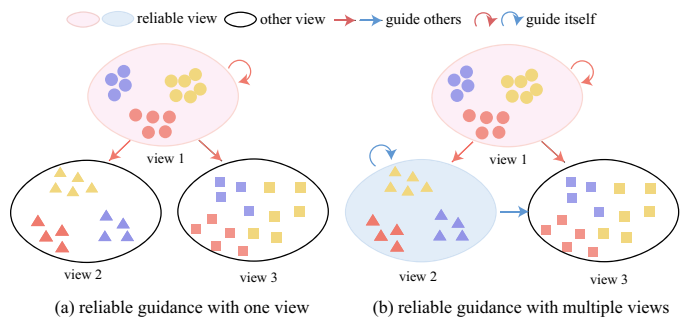 reliable view other view guide others guide itself
view 1
view 2
view 3
(a) reliable guidance with one view
view 1
view 2
view 3
(b) reliable guidance with multiple views